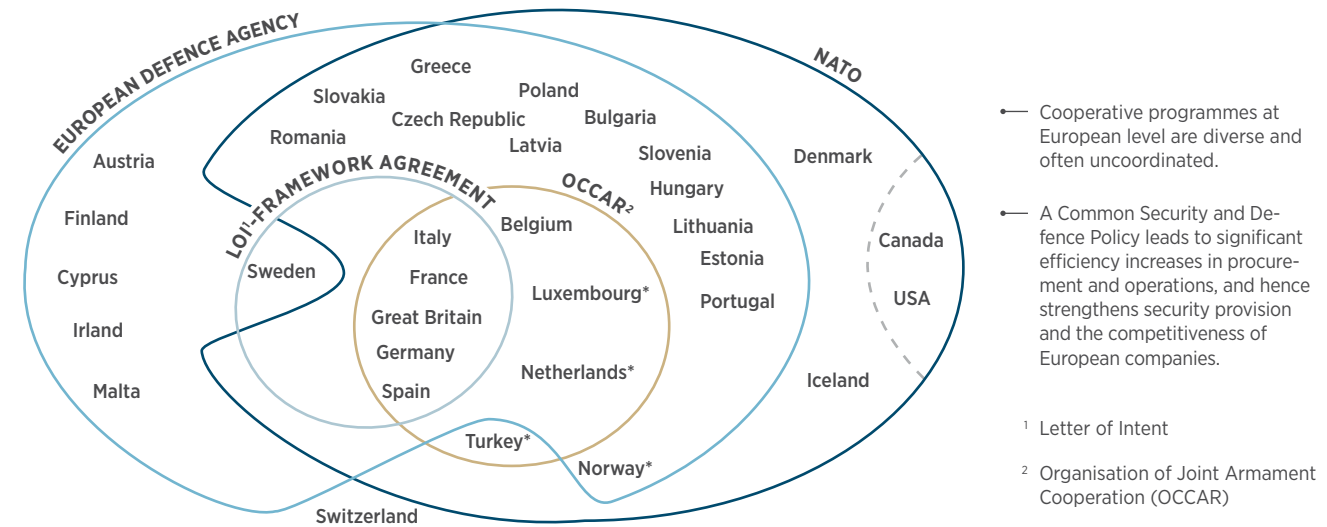 EUROPEAN DEFENCE AGENCY
NATO
Greece
Slovakia
Poland
Czech Republic
Bulgaria
Romania
Latvia
Slovenia
Denmark
Austria
LOI¹-FRAMEWORK AGREEMENT
OCCAR²
Hungary
Finland
Belgium
Lithuania
Italy
Canada
Estonia
Sweden
Cyprus
France
Luxembourg*
USA
Portugal
Great Britain
Irland
Germany
Netherlands*
Iceland
Malta
Spain
Turkey*
Norway*
Switzerland
Cooperative programmes at
European level are diverse and
often uncoordinated.
A Common Security and De-
fence Policy leads to significant
efficiency increases in procure-
ment and operations, and hence
strengthens security provision
and the competitiveness of
European companies.
¹ Letter of Intent
² Organisation of Joint Armament
Cooperation (OCCAR)